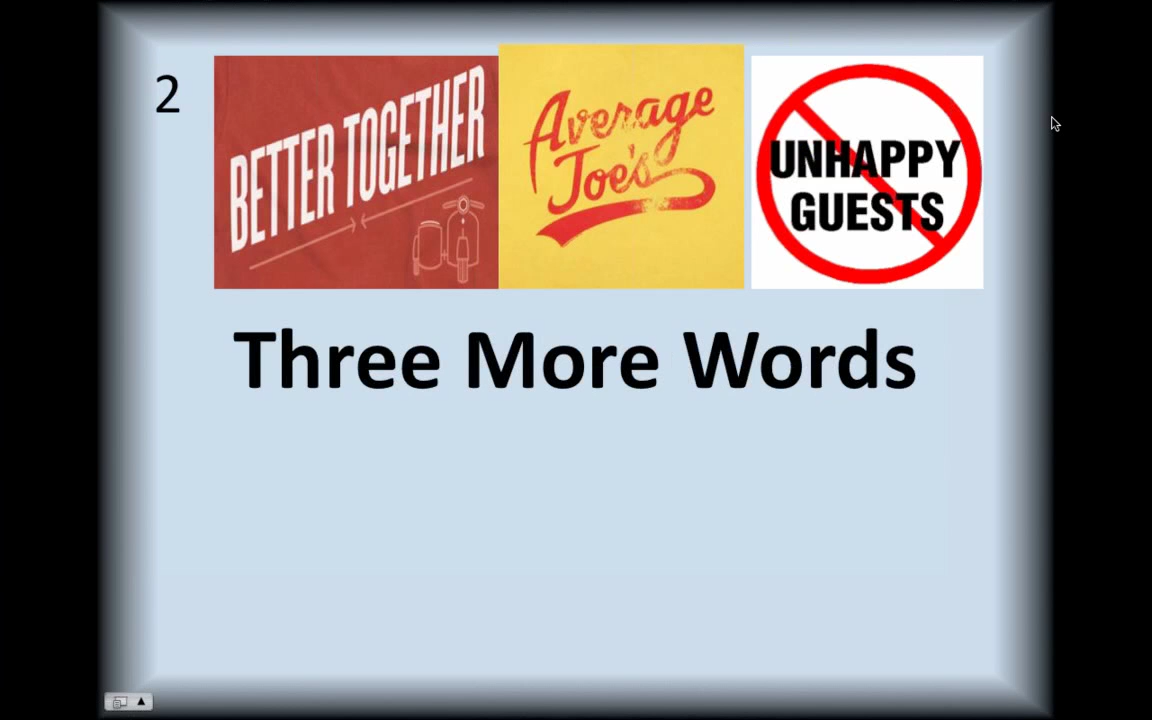 2
BETTER TOGETHER
Average
Joe's
UNHAPPY
GUESTS
Three More Words